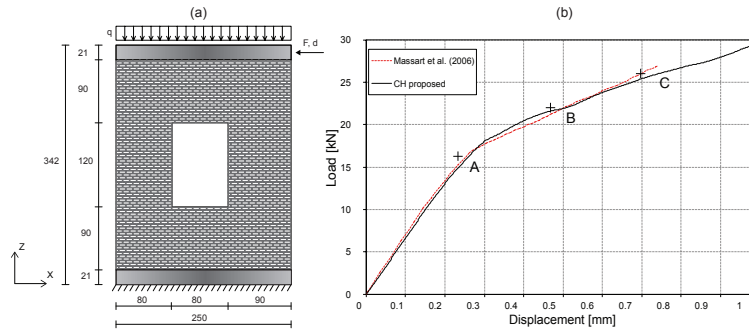 (a)
q
F, d
21
90
342
120
90
21
Z
X
80
80
90
250
(b)
30
25
20
15
10
5
0
Load [kN]
Massart et al. (2006)
CH proposed
A
B
C
0
0.1
0.2
0.3
0.4
0.5
0.6
0.7
0.8
1
Displacement [mm]